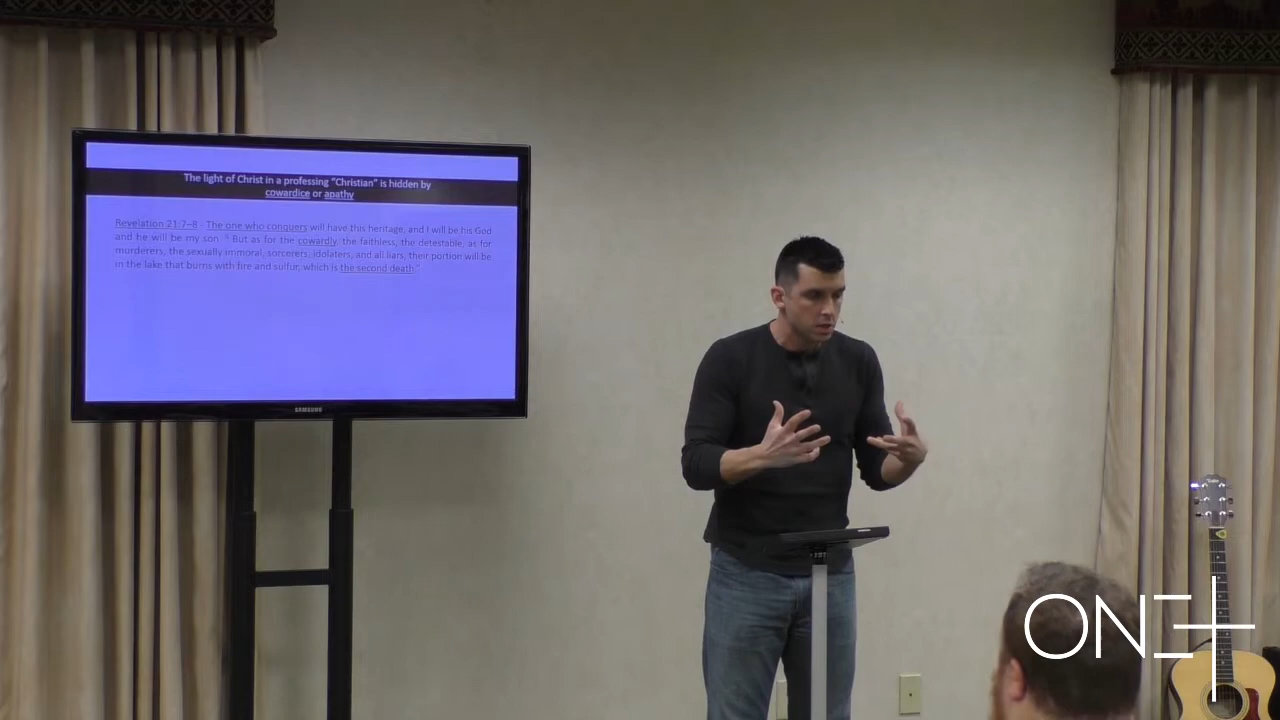 The light of Christ in a professing "Christian" is hidden by
cowardice or apathy
Revelation 21:7–8 - The one who conquers will have this heritage, and I will be his God
and he will be my son. 8 But as for the cowardly, the faithless, the detestable, as for
murderers, the sexually immoral, sorcerers, idolaters, and all liars, their portion will be
in the lake that burns with fire and sulfur, which is the second death."
SAMSUNG
Taylor
ONE